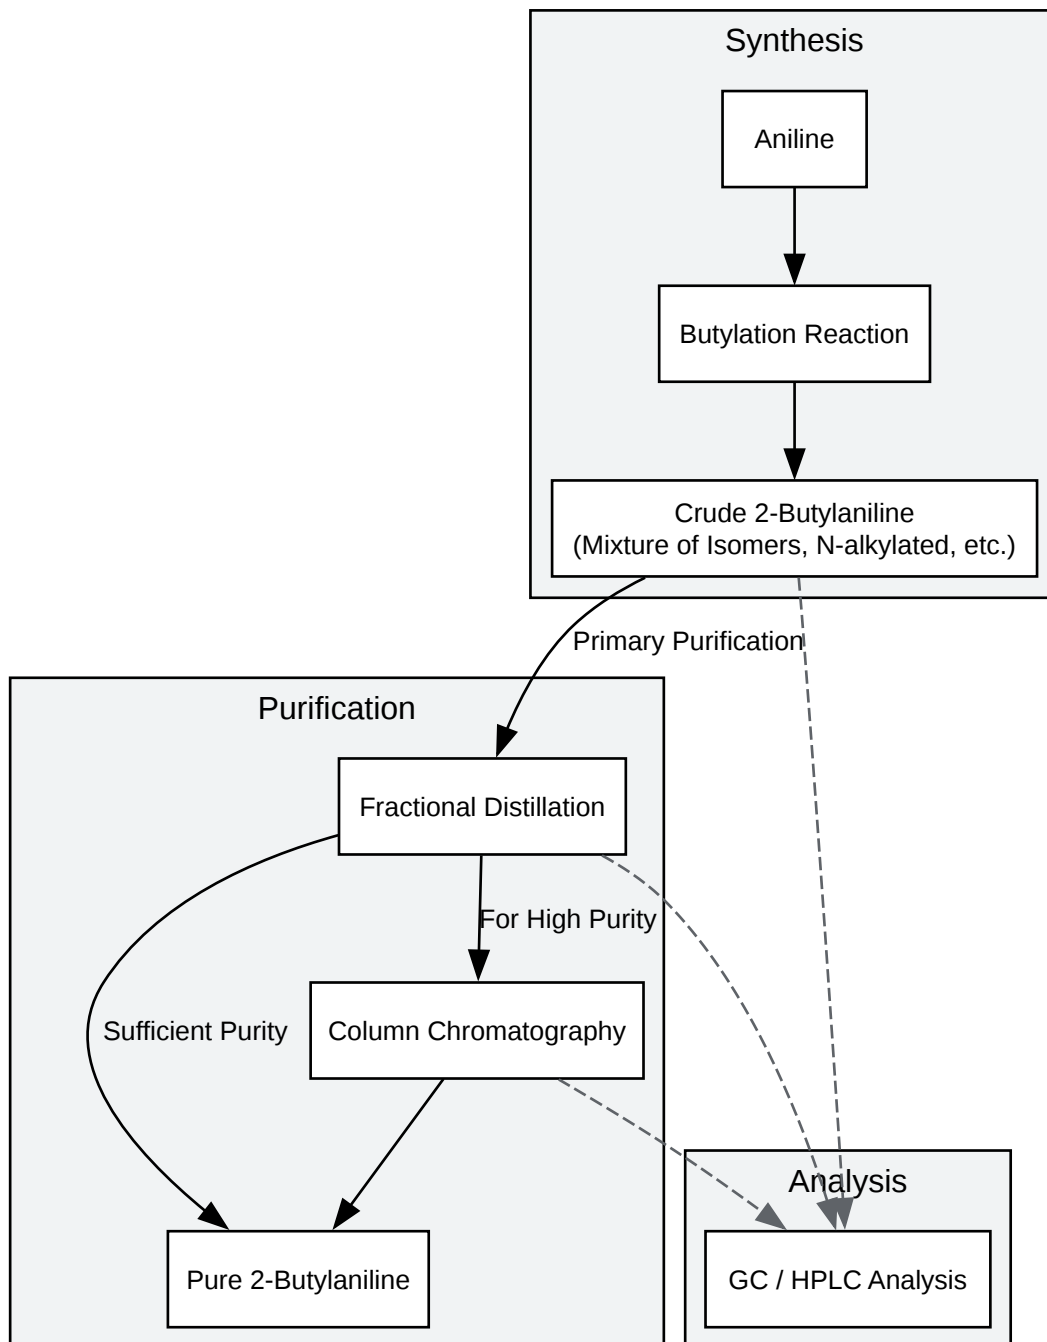 Synthesis
Aniline
Butylation Reaction
Crude 2-Butylaniline
(Mixture of Isomers, N-alkylated, etc.)
Primary Purification
Purification
Fractional Distillation
For High Purity
Sufficient Purity
Column Chromatography
Analysis
Pure 2-Butylaniline
GC / HPLC Analysis